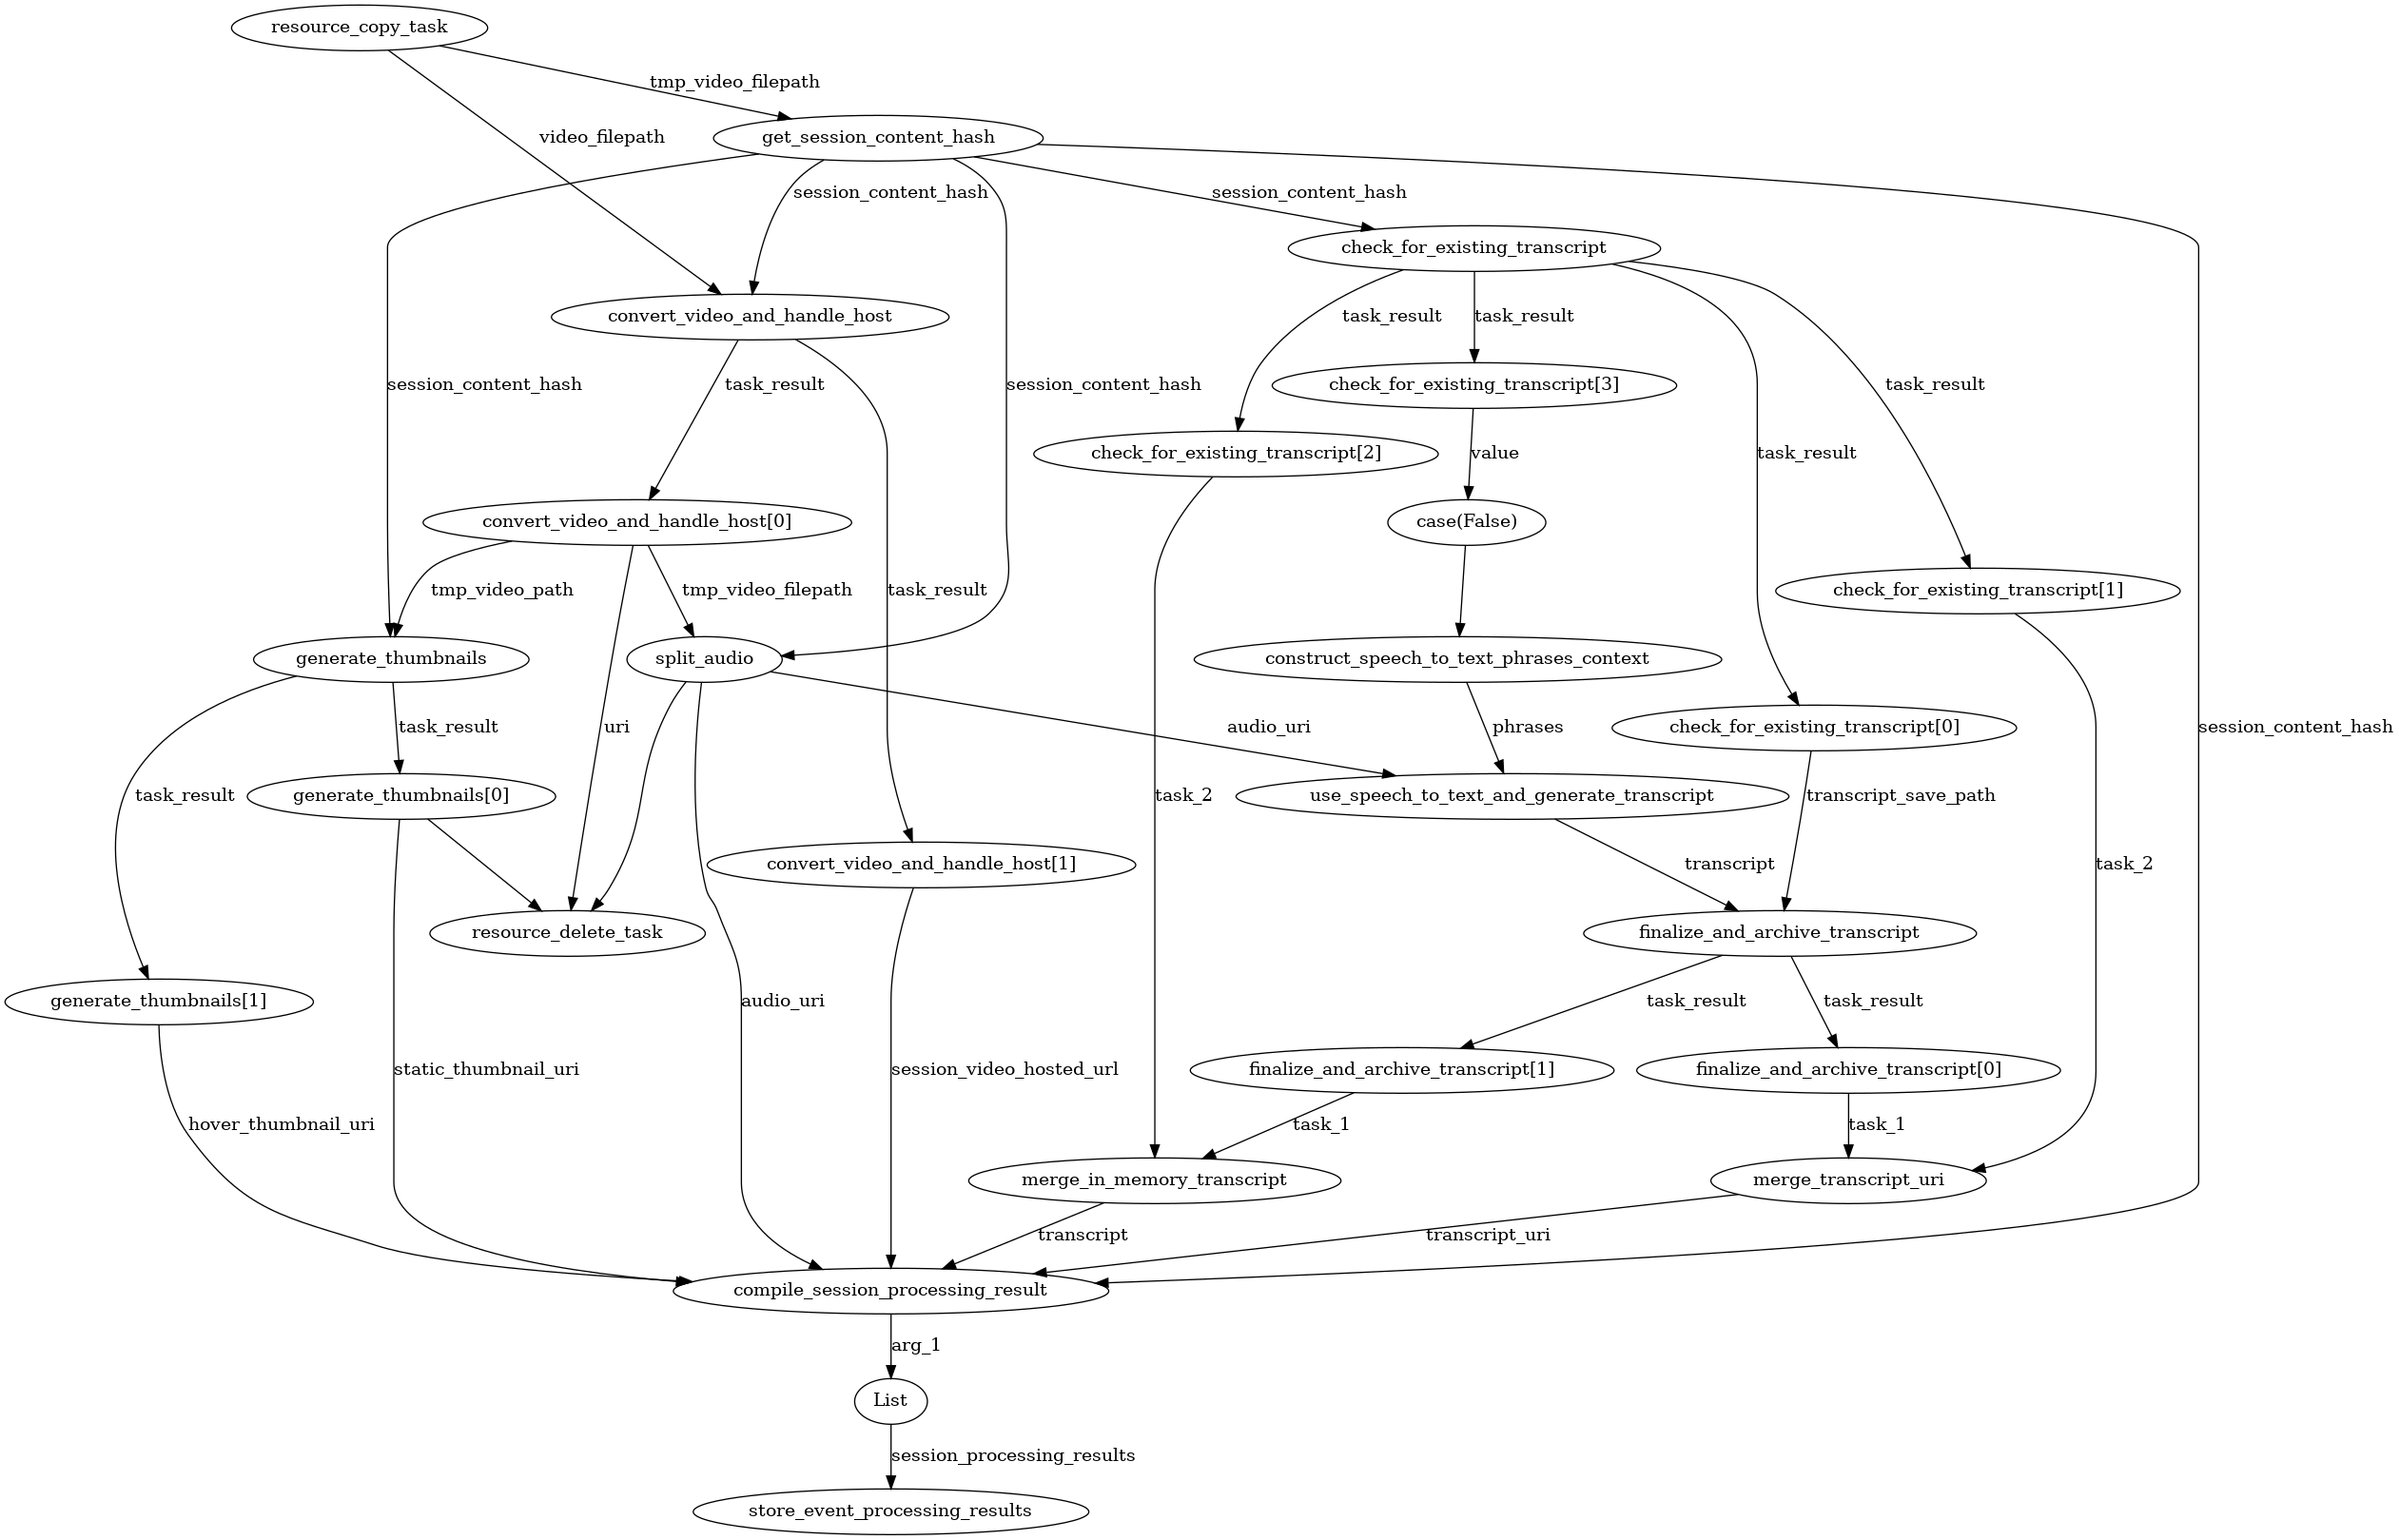 resource_copy_task
tmp_video_filepath
video_filepath
get_session_content_hash
session_content_hash
session_content_hash
check_for_existing_transcript
convert_video_and_handle_host
task_result
task_result
session_content_hash
task_result
session_content_hash
check_for_existing_transcript[3]
task_result
check_for_existing_transcript[2]
value
task_result
convert_video_and_handle_host[0]
case(False)
tmp_video_path
tmp_video_filepath
task_result
check_for_existing_transcript[1]
generate_thumbnails
split_audio
construct_speech_to_text_phrases_context
task_result
uri
audio_uri
phrases
check_for_existing_transcript[0]
session_content_hash
task_result
generate_thumbnails[0]
task_2
use_speech_to_text_and_generate_transcript
transcript_save_path
convert_video_and_handle_host[1]
transcript
task_2
resource_delete_task
finalize_and_archive_transcript
generate_thumbnails[1]
audio_uri
task_result
task_result
static_thumbnail_uri
session_video_hosted_url
finalize_and_archive_transcript[1]
finalize_and_archive_transcript[0]
hover_thumbnail_uri
task_1
task_1
merge_in_memory_transcript
merge_transcript_uri
transcript
transcript_uri
compile_session_processing_result
arg_1
List
session_processing_results
store_event_processing_results